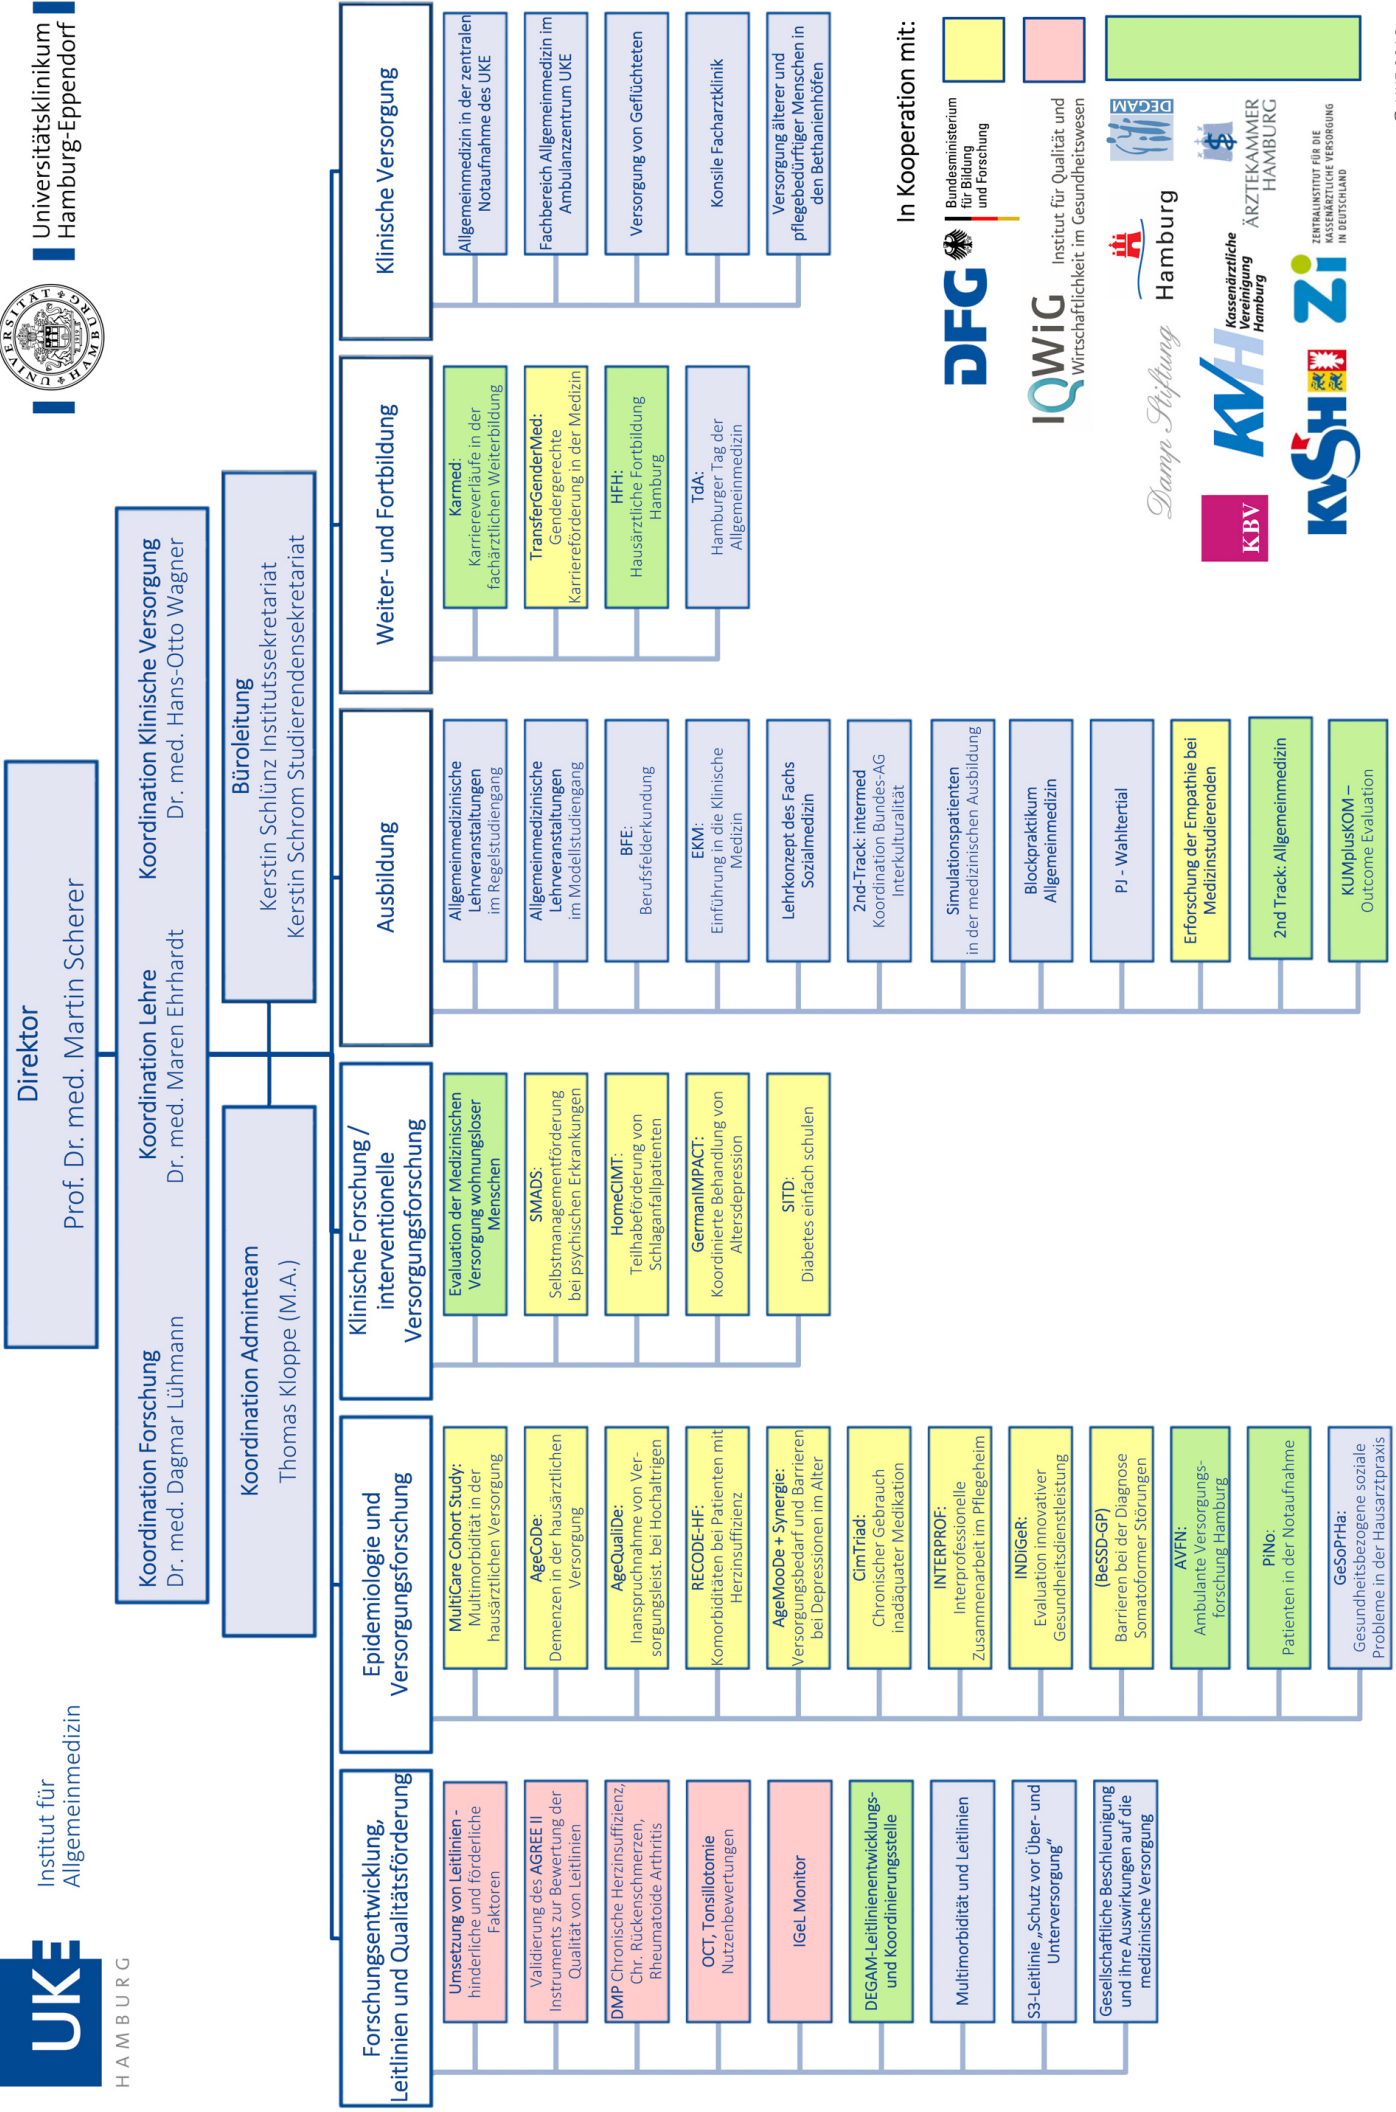 UKE
HAMBURG
Institut für
Allgemeinmedizin
UNIVERSITÄT HAMBURG
Universitätsklinikum
Hamburg-Eppendorf
Direktor
Prof. Dr. med. Martin Scherer
Koordination Forschung
Dr. med. Dagmar Lühmann
Koordination Lehre
Dr. med. Maren Ehrhardt
Koordination Klinische Versorgung
Dr. med. Hans-Otto Wagner
Koordination Adminteam
Thomas Kloppe (M.A.)
Büroleitung
Kerstin Schlünz Institutssekretariat
Kerstin Schrom Studierendensekretariat
Forschungsentwicklung,
Leitlinien und Qualitätsförderung
Umsetzung von Leitlinien -
hinderliche und förderliche
Faktoren
Validierung des AGREE II
Instruments zur Bewertung der
Qualität von Leitlinien
DMP Chronische Herzinsuffizienz,
Chr. Rückenschmerzen,
Rheumatoide Arthritis
OCT, Tonsillotomie
Nutzenbewertungen
IGeL Monitor
DEGAM-Leitlinienentwicklungs-
und Koordinierungsstelle
Multimorbidität und Leitlinien
S3-Leitlinie „Schutz vor Über- und
Unterversorgung“
Gesellschaftliche Beschleunigung
und ihre Auswirkungen auf die
medizinische Versorgung
Epidemiologie und
Versorgungsforschung
MultiCare Cohort Study:
Multimorbidität in der
hausärztlichen Versorgung
AgeCoDe:
Demenzen in der hausärztlichen
Versorgung
AgeQualiDe:
Inanspruchnahme von Ver-
sorgungsleist. bei Hochaltrigen
RECODE-HF:
Komorbiditäten bei Patienten mit
Herzinsuffizienz
AgeMooDe + Synergie:
Versorgungsbedarf und Barrieren
bei Depressionen im Alter
CimTriad:
Chronischer Gebrauch
inadäquater Medikation
INTERPROF:
Interprofessionelle
Zusammenarbeit im Pflegeheim
INDiGeR:
Evaluation innovativer
Gesundheitsdienstleistung
(BeSSD-GP)
Barrieren bei der Diagnose
Somatoformer Störungen
AVFN:
Ambulante Versorgungs-
forschung Hamburg
PiNo:
Patienten in der Notaufnahme
GeSoPrHa:
Gesundheitsbezogene soziale
Probleme in der Hausarztpraxis
Klinische Forschung /
interventionelle
Versorgungsforschung
Evaluation der Medizinischen
Versorgung wohnungsloser
Menschen
SMADS:
Selbstmanagementförderung
bei psychischen Erkrankungen
HomeCIMT:
Teilhabeförderung von
Schlaganfallpatienten
GermanIMPACT:
Koordinierte Behandlung von
Altersdepression
SITD:
Diabetes einfach schulen
Ausbildung
Allgemeinmedizinische
Lehrveranstaltungen
im Regelstudiengang
Allgemeinmedizinische
Lehrveranstaltungen
im Modellstudiengang
BFE:
Berufsfelderkundung
EKM:
Einführung in die Klinische
Medizin
Lehrkonzept des Fachs
Sozialmedizin
2nd-Track: intermed
Koordination Bundes-AG
Interkulturalität
Simulationspatienten
in der medizinischen Ausbildung
Blockpraktikum
Allgemeinmedizin
PJ - Wahltertial
Erforschung der Empathie bei
Medizinstudierenden
2nd Track: Allgemeinmedizin
KUMplusKOM –
Outcome Evaluation
Weiter- und Fortbildung
Karmed:
Karriereverläufe in der
fachärztlichen Weiterbildung
TransferGenderMed:
Gendergerechte
Karriereförderung in der Medizin
HFH:
Hausärztliche Fortbildung
Hamburg
TdA:
Hamburger Tag der
Allgemeinmedizin
Klinische Versorgung
Allgemeinmedizin in der zentralen
Notaufnahme des UKE
Fachbereich Allgemeinmedizin im
Ambulanzzentrum UKE
Versorgung von Geflüchteten
Konsile Facharztklinik
Versorgung älterer und
pflegebedürftiger Menschen in
den Bethanienhöfen
In Kooperation mit:
DFG
Bundesministerium
für Bildung
und Forschung
IQWiG
Institut für Qualität und
Wirtschaftlichkeit im Gesundheitswesen
Damp Stiftung
Hamburg
DEGAM
KBV
KVH
Kassenärztliche
Vereinigung
Hamburg
ÄRZTEKAMMER
HAMBURG
KVSH
Zi
ZENTRALINSTITUT FÜR DIE
KASSENÄRZTLICHE VERSORGUNG
IN DEUTSCHLAND